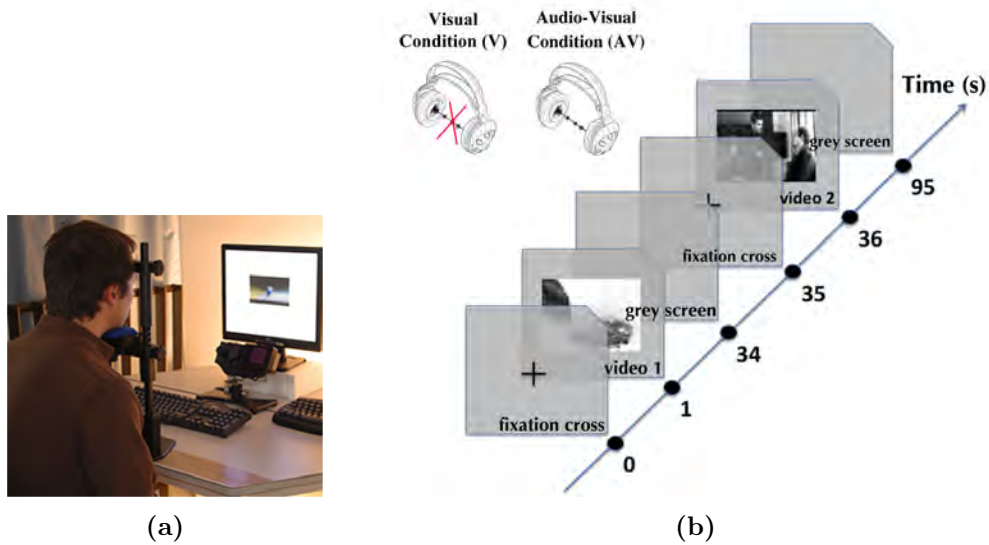 Visual
Condition (V)
Audio-Visual
Condition (AV)
Time (s)
grey screen
video 2
95
fixation cross
36
grey screen
35
video 1
34
fixation cross
1
0
(a)
(b)